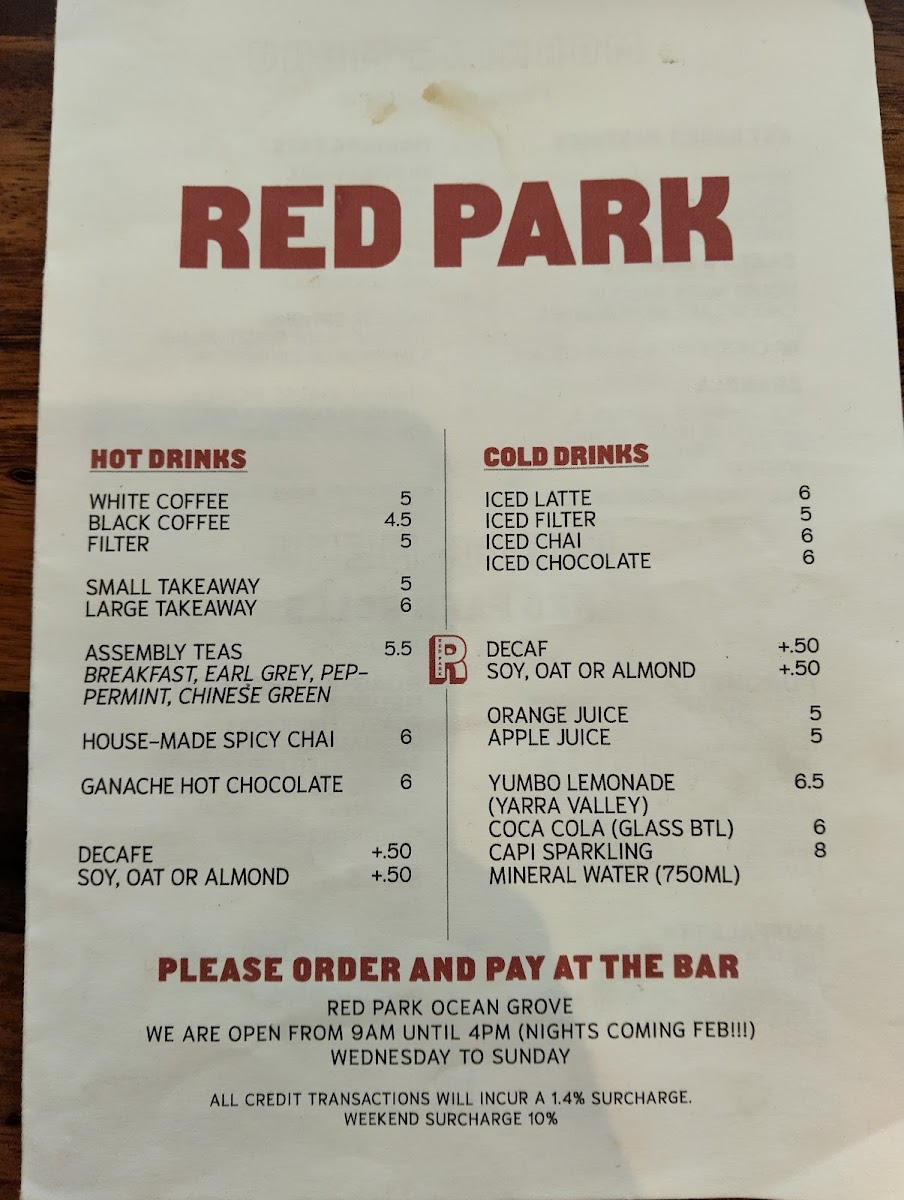 RED PARK
HOT DRINKS
WHITE COFFEE 5
BLACK COFFEE 4.5
FILTER 5
SMALL TAKEAWAY 5
LARGE TAKEAWAY 6
ASSEMBLY TEAS 5.5
BREAKFAST, EARL GREY, PEP-
PERMINT, CHINESE GREEN
HOUSE-MADE SPICY CHAI 6
GANACHE HOT CHOCOLATE 6
DECAFE +.50
SOY, OAT OR ALMOND +.50
R
RED PARK
COLD DRINKS
ICED LATTE 6
ICED FILTER 5
ICED CHAI 6
ICED CHOCOLATE 6
DECAF +.50
SOY, OAT OR ALMOND +.50
ORANGE JUICE 5
APPLE JUICE 5
YUMBO LEMONADE 6.5
(YARRA VALLEY)
COCA COLA (GLASS BTL) 6
CAPI SPARKLING 8
MINERAL WATER (750ML)
PLEASE ORDER AND PAY AT THE BAR
RED PARK OCEAN GROVE
WE ARE OPEN FROM 9AM UNTIL 4PM (NIGHTS COMING FEB!!!)
WEDNESDAY TO SUNDAY
ALL CREDIT TRANSACTIONS WILL INCUR A 1.4% SURCHARGE.
WEEKEND SURCHARGE 10%